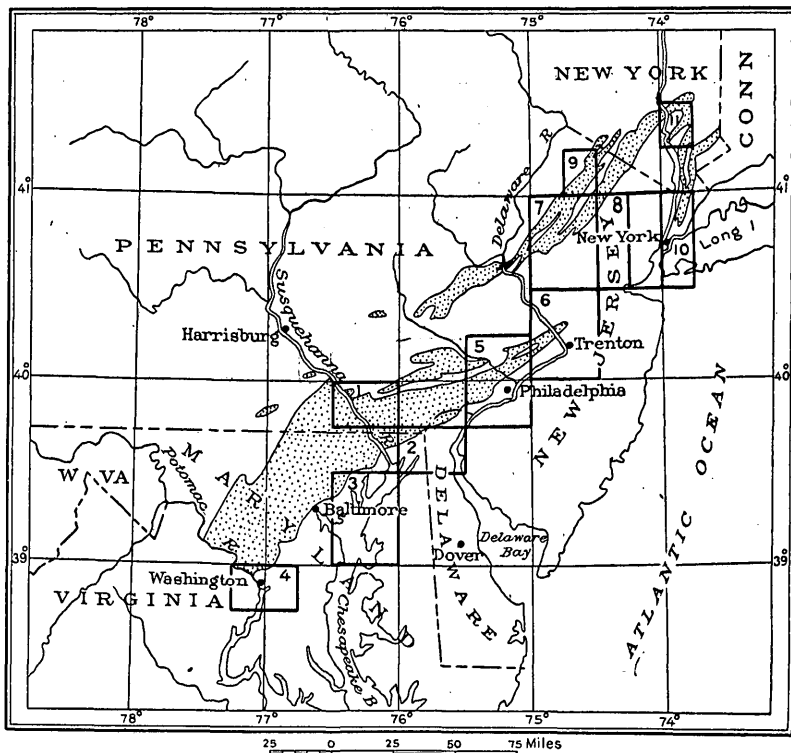 78° 77° 76° 75° 74°
NEW YORK
CONN
11
R
9
41° 41°
Delaware
7 8
New York
Long I
10
PENNSYLVANIA
Susquehanna
R
6
Harrisburg
5
Trenton
NEW JERSEY
40° 40°
1
Philadelphia
W VA
MARYLAND
Potomac
R
2
3
Baltimore
DELAWARE
Delaware Bay
Dover
39° 39°
ATLANTIC OCEAN
4
Washington
VIRGINIA
Chesapeake B
78° 77° 76° 75° 74°
25 0 25 50 75 Miles